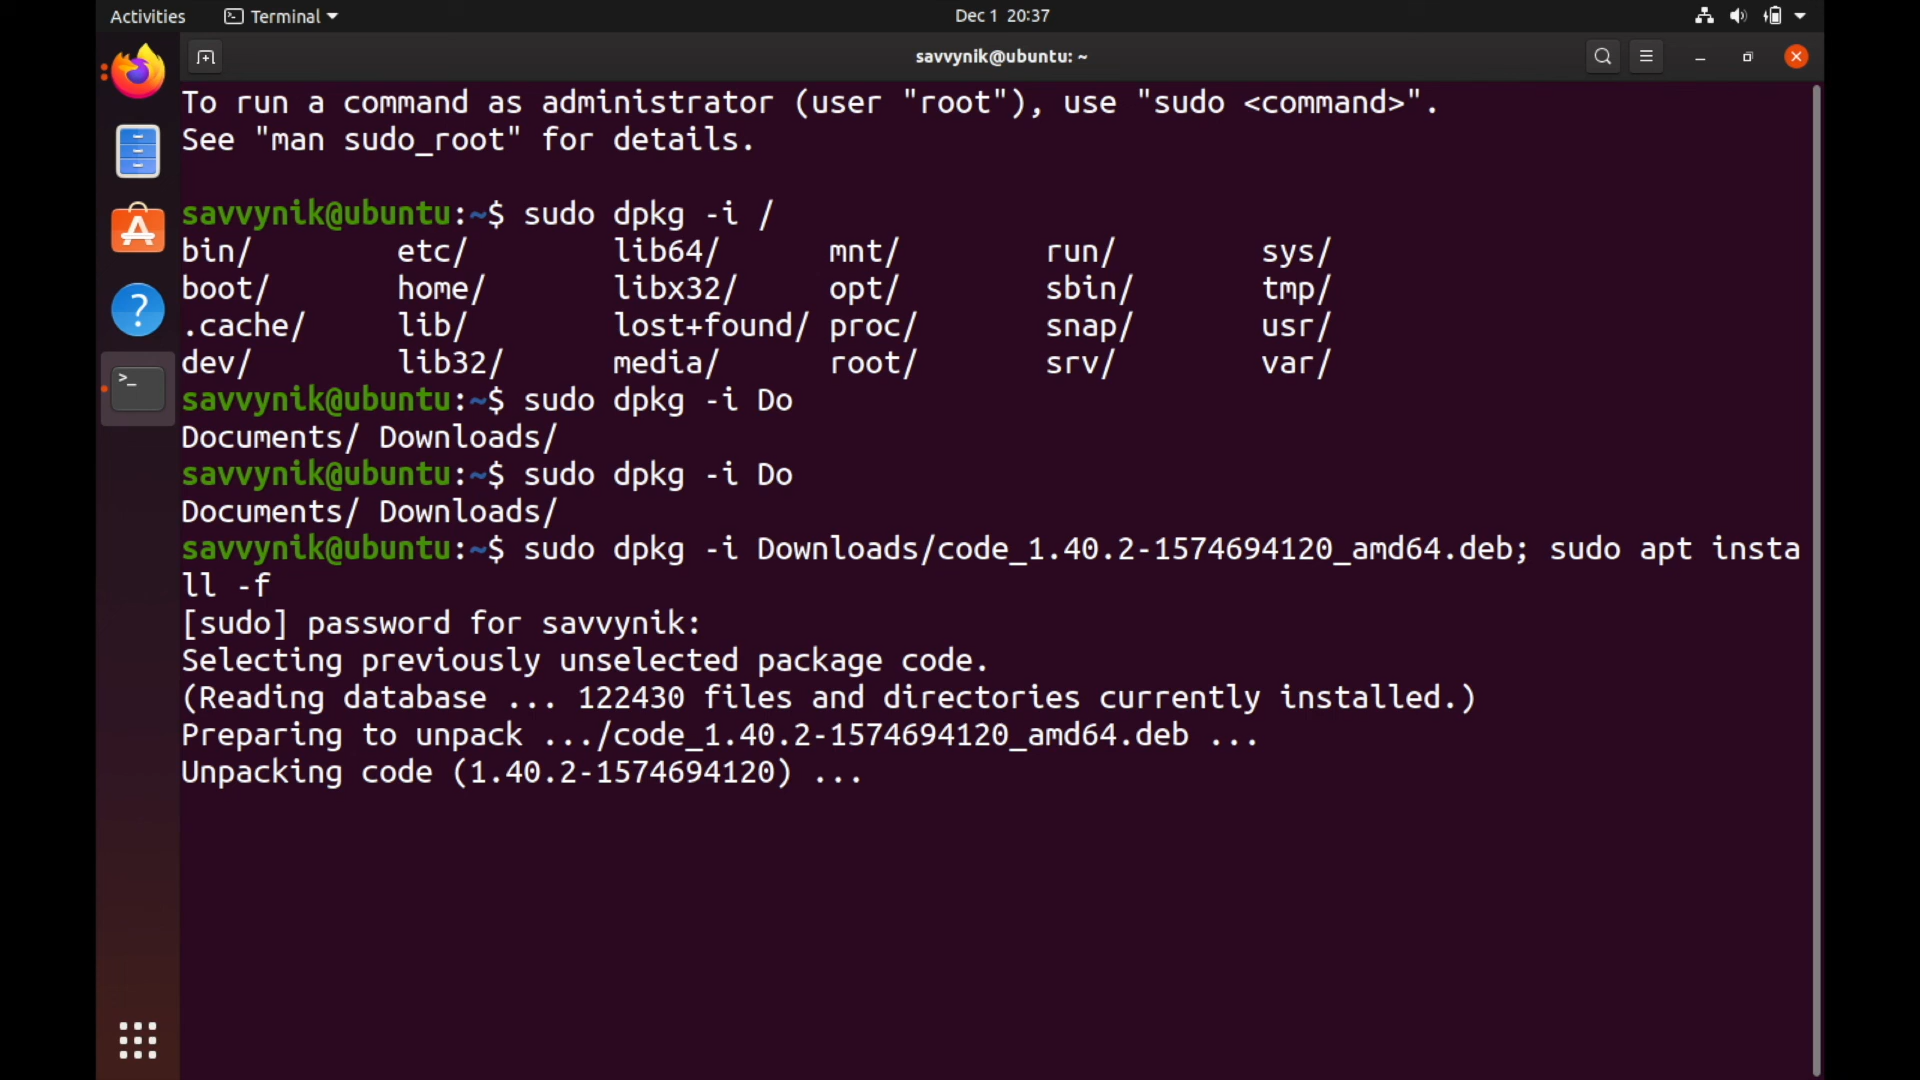 Activities Terminal Dec 1 20:37
savvynik@ubuntu: ~
To run a command as administrator (user "root"), use "sudo <command>".
See "man sudo_root" for details.
savvynik@ubuntu:~$ sudo dpkg -i /
bin/ etc/ lib64/ mnt/ run/ sys/
boot/ home/ libx32/ opt/ sbin/ tmp/
.cache/ lib/ lost+found/ proc/ snap/ usr/
dev/ lib32/ media/ root/ srv/ var/
savvynik@ubuntu:~$ sudo dpkg -i Do
Documents/ Downloads/
savvynik@ubuntu:~$ sudo dpkg -i Do
Documents/ Downloads/
savvynik@ubuntu:~$ sudo dpkg -i Downloads/code_1.40.2-1574694120_amd64.deb; sudo apt insta
ll -f
[sudo] password for savvynik:
Selecting previously unselected package code.
(Reading database ... 122430 files and directories currently installed.)
Preparing to unpack .../code_1.40.2-1574694120_amd64.deb ...
Unpacking code (1.40.2-1574694120) ...